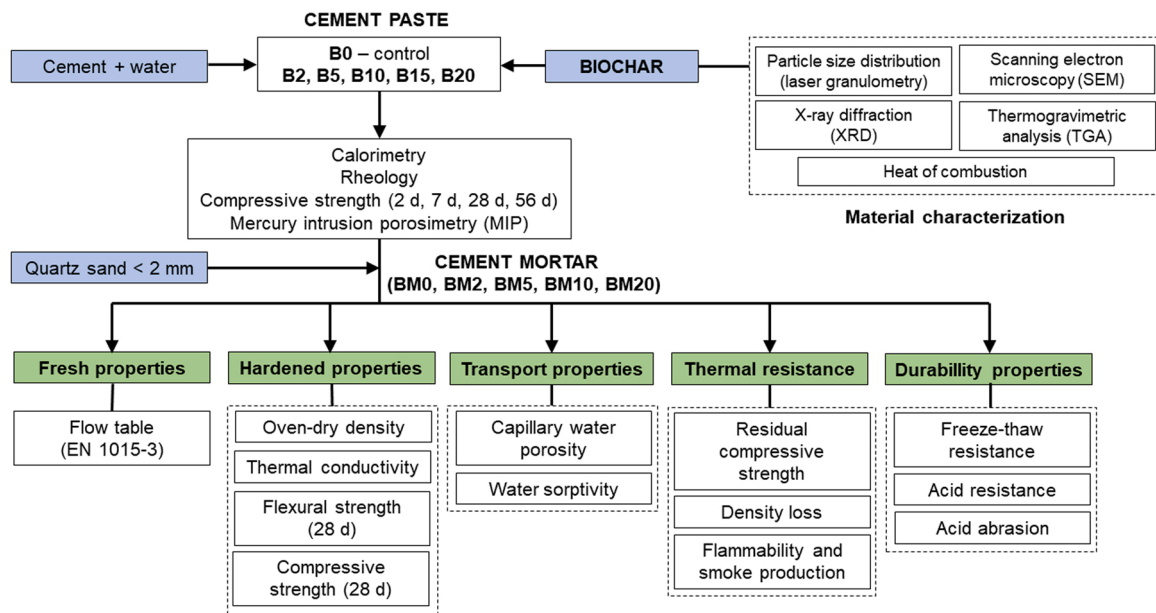 CEMENT PASTE
Cement + water
B0 – control
B2, B5, B10, B15, B20
BIOCHAR
Particle size distribution
(laser granulometry)
Scanning electron
microscopy (SEM)
X-ray diffraction
(XRD)
Thermogravimetric
analysis (TGA)
Heat of combustion
Material characterization
Calorimetry
Rheology
Compressive strength (2 d, 7 d, 28 d, 56 d)
Mercury intrusion porosimetry (MIP)
Quartz sand < 2 mm
CEMENT MORTAR
(BM0, BM2, BM5, BM10, BM20)
Fresh properties
Flow table
(EN 1015-3)
Hardened properties
Oven-dry density
Thermal conductivity
Flexural strength
(28 d)
Compressive
strength (28 d)
Transport properties
Capillary water
porosity
Water sorptivity
Thermal resistance
Residual
compressive
strength
Density loss
Flammability and
smoke production
Durabillity properties
Freeze-thaw
resistance
Acid resistance
Acid abrasion